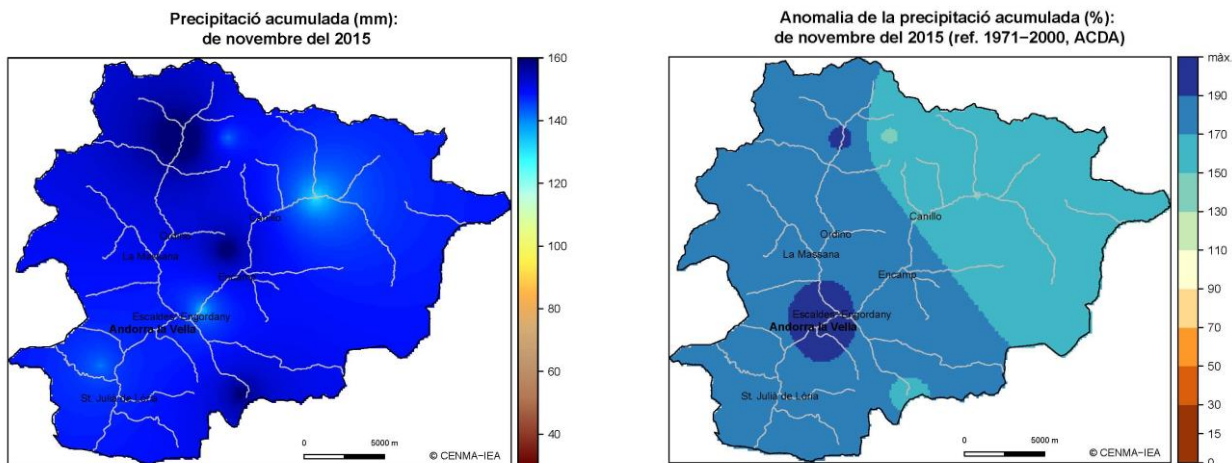 Precipitació acumulada (mm):
de novembre del 2015
160
140
120
100
80
60
40
Canillo
Ordino
La Massana
Encamp
Escaldes-Engordany
Andorra la Vella
St. Julià de Lòria
0 5000 m
© CENMA−IEA
Anomalia de la precipitació acumulada (%):
de novembre del 2015 (ref. 1971−2000, ACDA)
màx.
190
170
150
130
110
90
70
50
30
15
0
Canillo
Ordino
La Massana
Encamp
Escaldes-Engordany
Andorra la Vella
St. Julià de Lòria
0 5000 m
© CENMA−IEA